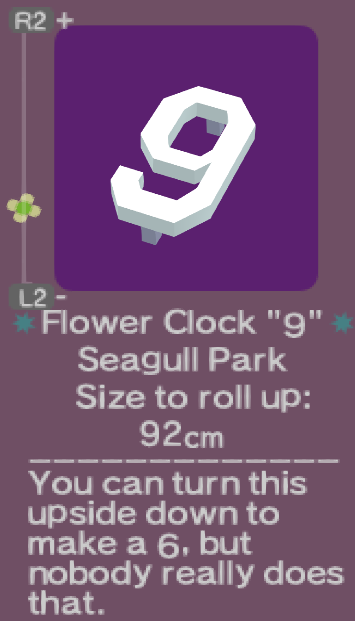 R2 +
9
L2 -
Flower Clock "9"
Seagull Park
Size to roll up:
92cm
You can turn this
upside down to
make a 6, but
nobody really does
that.